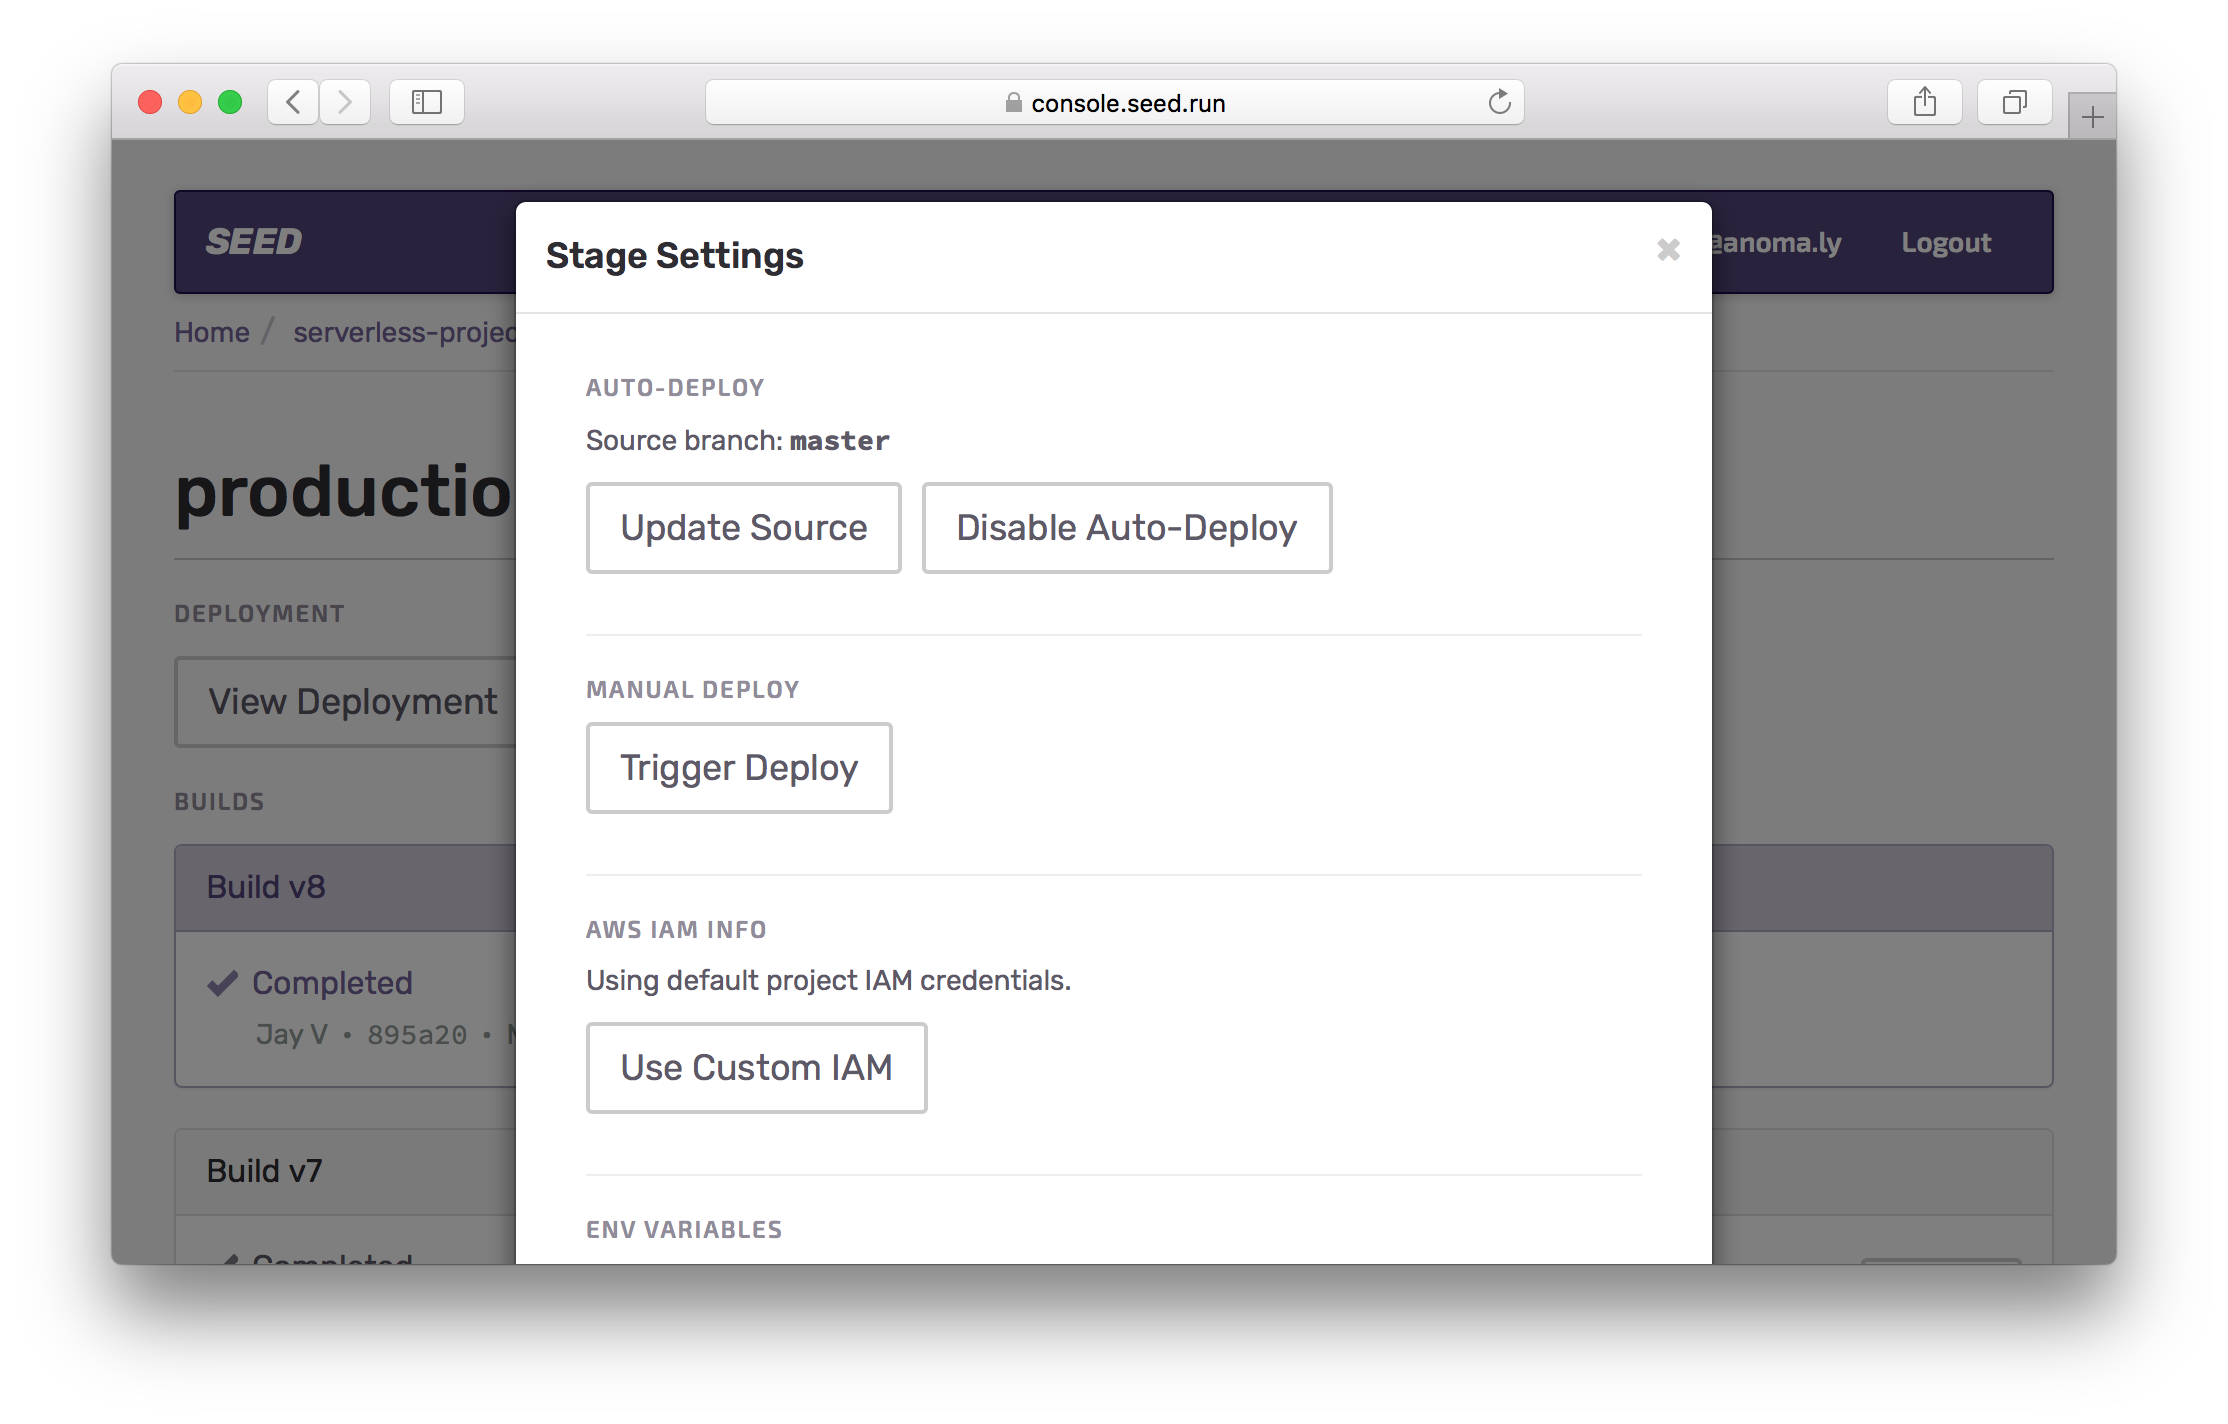 console.seed.run
SEED
@anoma.ly
Logout
Home / serverless-projec
Stage Settings
AUTO-DEPLOY
Source branch: master
Update Source
Disable Auto-Deploy
MANUAL DEPLOY
Trigger Deploy
AWS IAM INFO
Using default project IAM credentials.
Use Custom IAM
ENV VARIABLES
productio
DEPLOYMENT
View Deployment
BUILDS
Build v8
Completed
Jay V • 895a20 •
Build v7
Completed